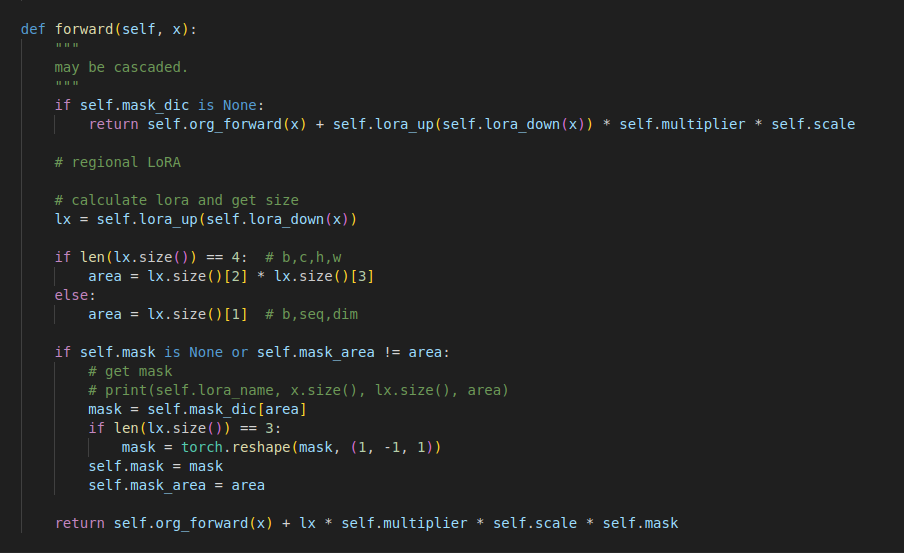 def forward(self, x):
"""
may be cascaded.
"""
if self.mask_dic is None:
return self.org_forward(x) + self.lora_up(self.lora_down(x)) * self.multiplier * self.scale
# regional LoRA
# calculate lora and get size
lx = self.lora_up(self.lora_down(x))
if len(lx.size()) == 4:  # b,c,h,w
area = lx.size()[2] * lx.size()[3]
else:
area = lx.size()[1]  # b,seq,dim
if self.mask is None or self.mask_area != area:
# get mask
# print(self.lora_name, x.size(), lx.size(), area)
mask = self.mask_dic[area]
if len(lx.size()) == 3:
mask = torch.reshape(mask, (1, -1, 1))
self.mask = mask
self.mask_area = area
return self.org_forward(x) + lx * self.multiplier * self.scale * self.mask